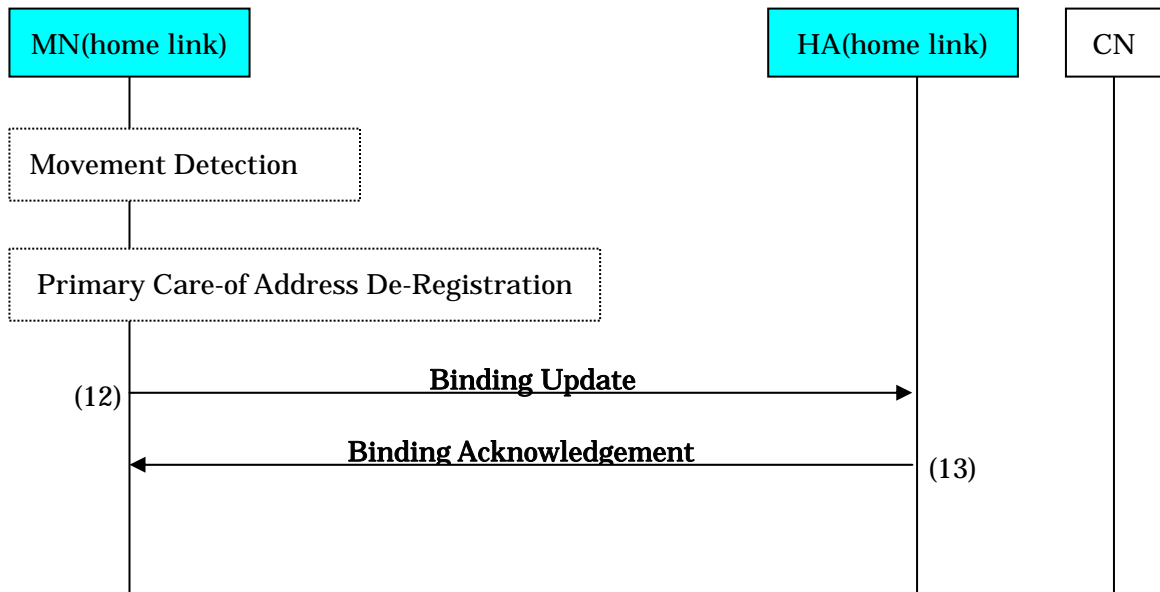 MN(home link)
HA(home link)
CN
Movement Detection
Primary Care-of Address De-Registration
Binding Update
(12)
Binding Acknowledgement
(13)